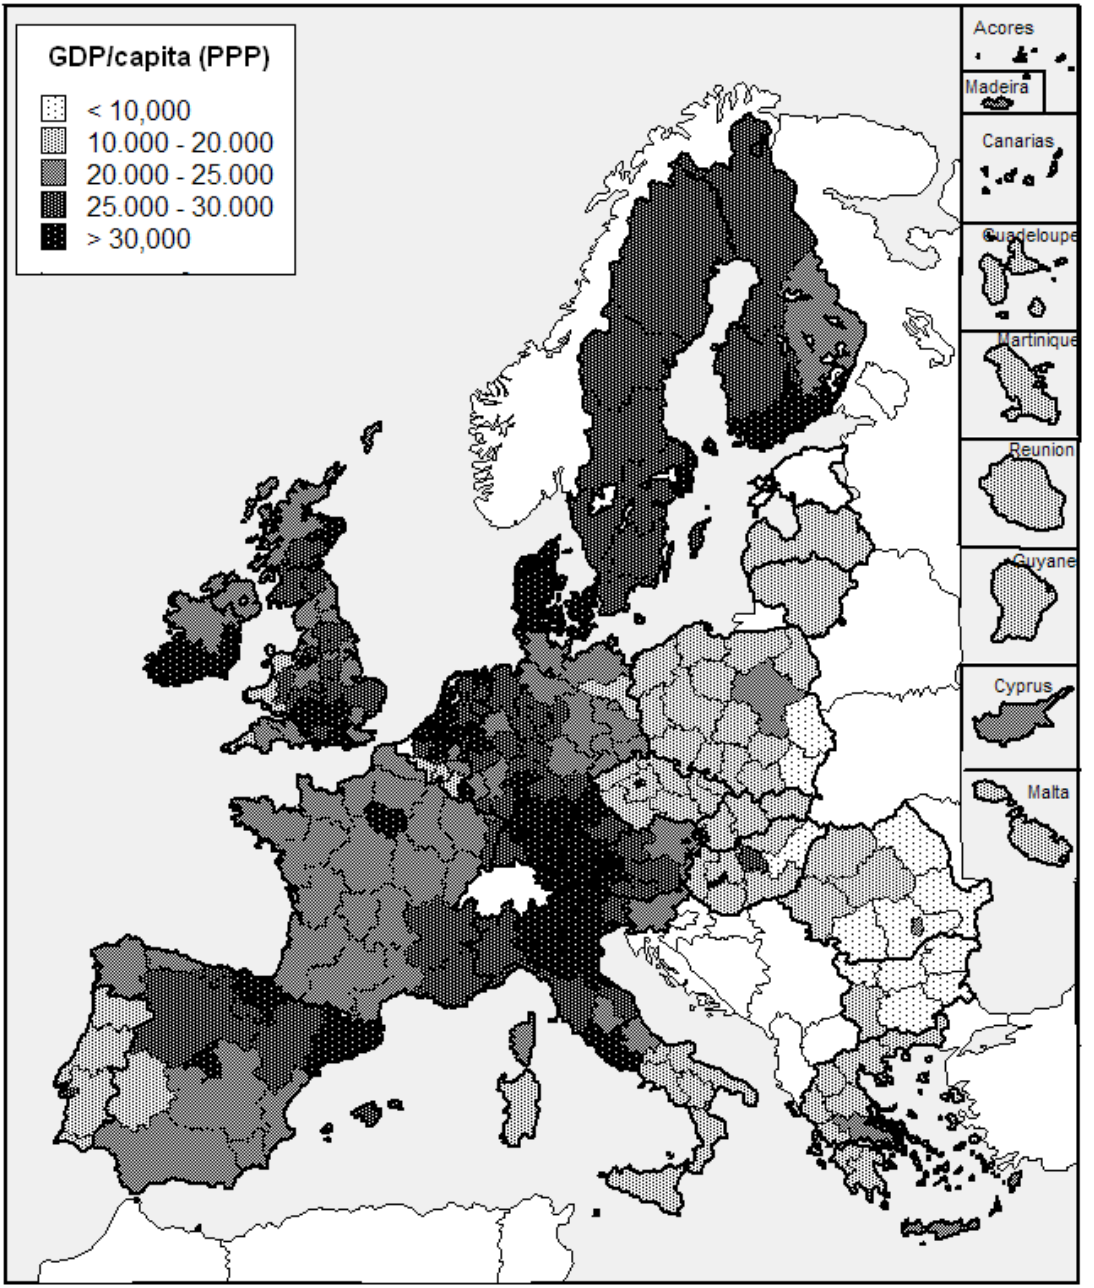 GDP/capita (PPP)
< 10,000
10.000 - 20.000
20.000 - 25.000
25.000 - 30.000
> 30,000
Acores
Madeira
Canarias
Guadeloupe
Martinique
Reunion
Guyane
Cyprus
Malta